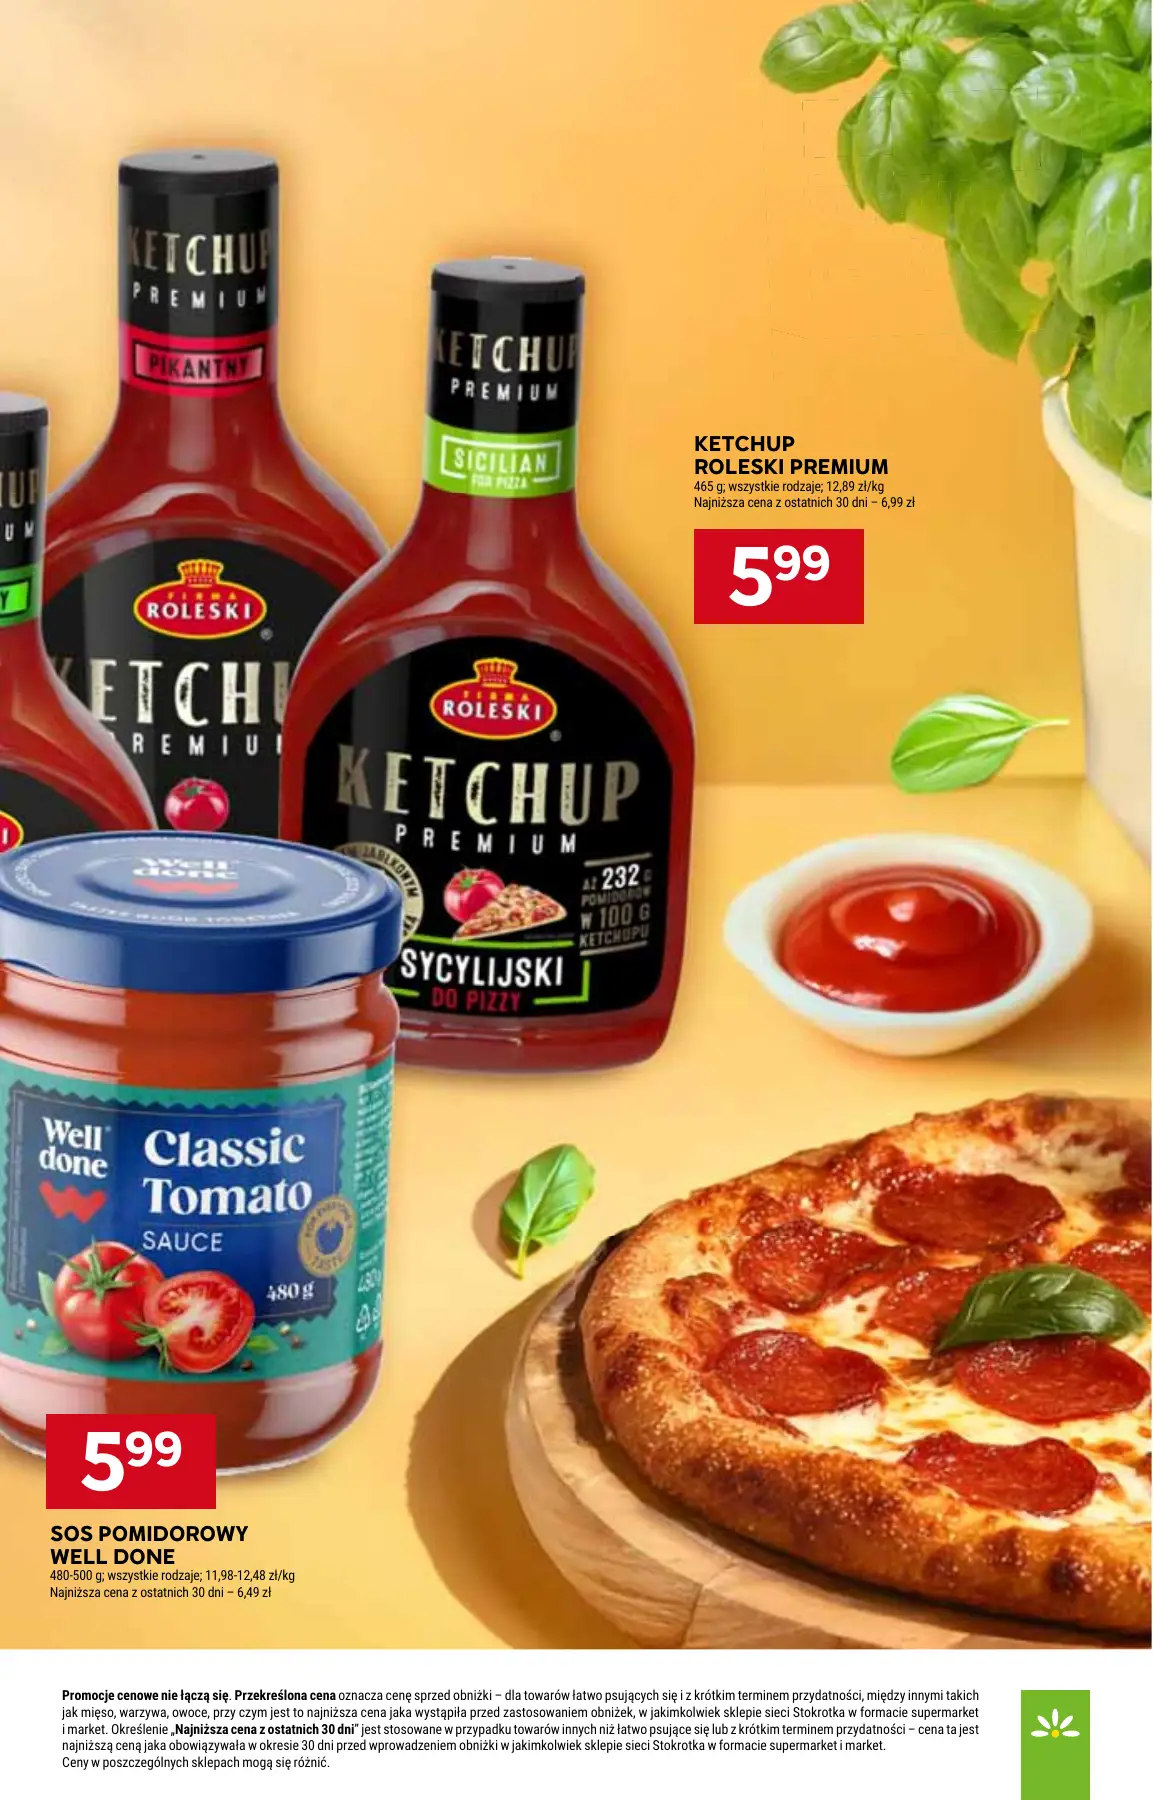 KETCHUP
PREMIUM
PIKANTNY
KETCHUP
PREMIUM
SICILIAN
FOR PIZZA
KETCHUP
ROLESKI PREMIUM
465 g; wszystkie rodzaje; 12,89 zł/kg
Najniższa cena z ostatnich 30 dni – 6,99 zł
5 99
FIRMA
ROLESKI
®
KETCHUP
PREMIUM
FIRMA
ROLESKI
®
KETCHUP
PREMIUM
AŻ 232 G
POMIDORÓW
W 100 G
KETCHUPU
SYCYLIJSKI
DO PIZZY
Well
done
Well
done
Classic
Tomato
SAUCE
480 g
5 99
SOS POMIDOROWY
WELL DONE
480-500 g; wszystkie rodzaje; 11,98-12,48 zł/kg
Najniższa cena z ostatnich 30 dni – 6,49 zł
Promocje cenowe nie łączą się. Przekreślona cena oznacza cenę sprzed obniżki – dla towarów łatwo psujących się i z krótkim terminem przydatności, między innymi takich
jak mięso, warzywa, owoce, przy czym jest to najniższa cena jaka wystąpiła przed zastosowaniem obniżek, w jakimkolwiek sklepie sieci Stokrotka w formacie supermarket
i market. Określenie „Najniższa cena z ostatnich 30 dni” jest stosowane w przypadku towarów innych niż łatwo psujące się lub z krótkim terminem przydatności – cena ta jest
najniższą ceną jaka obowiązywała w okresie 30 dni przed wprowadzeniem obniżki w jakimkolwiek sklepie sieci Stokrotka w formacie supermarket i market.
Ceny w poszczególnych sklepach mogą się różnić.